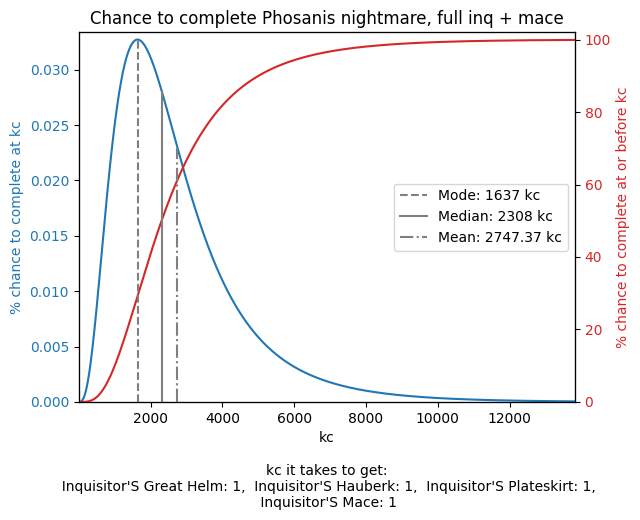 Chance to complete Phosanis nightmare, full inq + mace
% chance to complete at kc
0.030
0.025
0.020
0.015
0.010
0.005
0.000
2000 4000 6000 8000 10000 12000
kc
100
80
60
40
20
0
% chance to complete at or before kc
Mode: 1637 kc
Median: 2308 kc
Mean: 2747.37 kc
kc it takes to get:
Inquisitor'S Great Helm: 1,  Inquisitor'S Hauberk: 1,  Inquisitor'S Plateskirt: 1,
Inquisitor'S Mace: 1